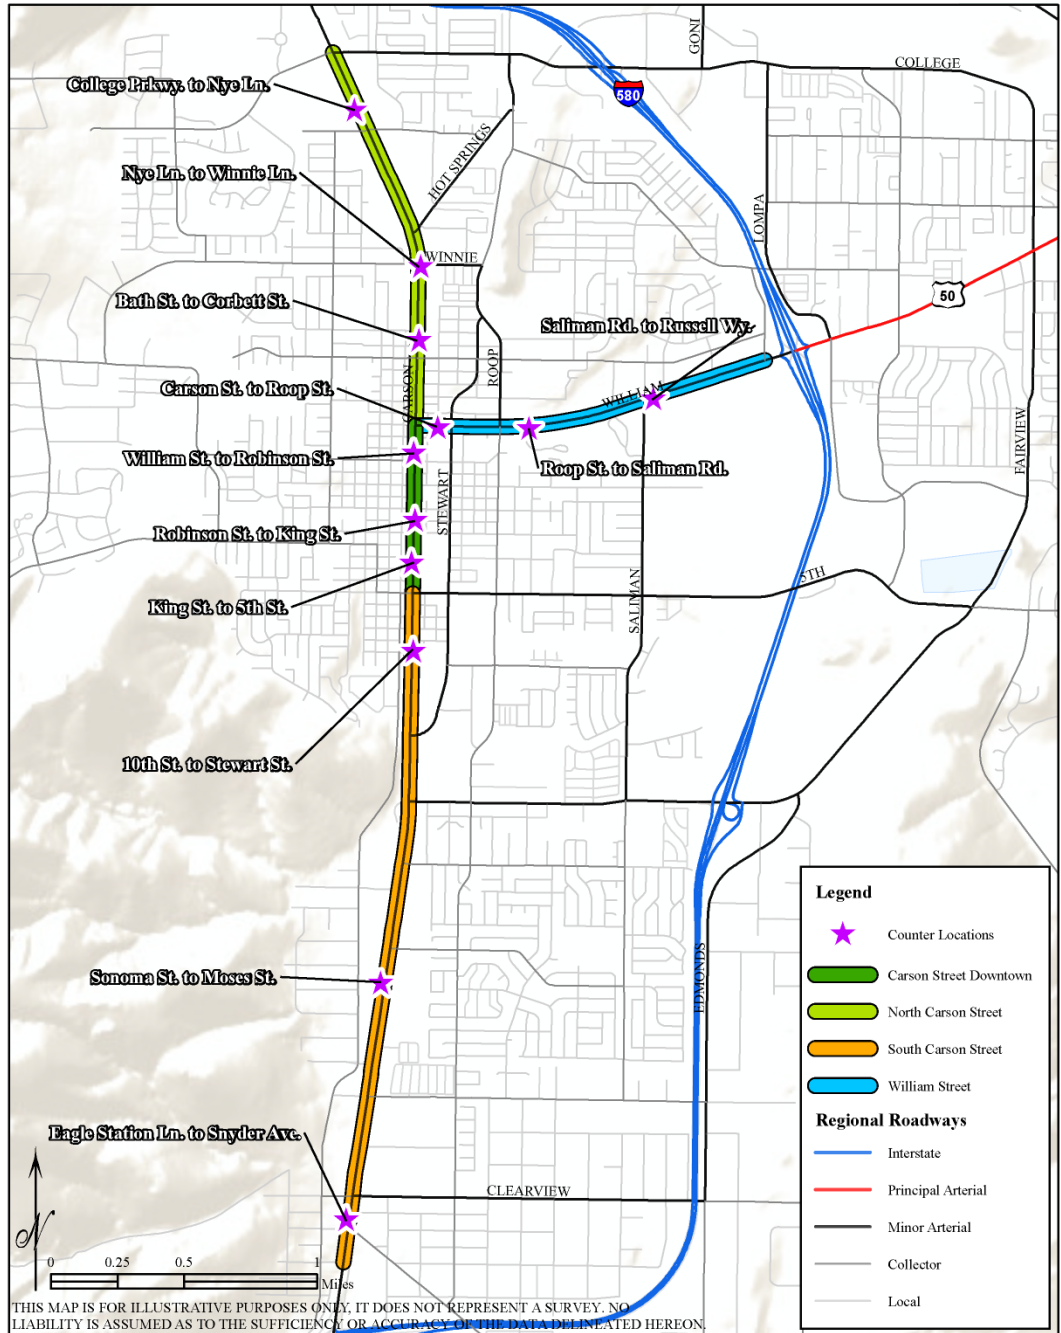 GONI
COLLEGE
College Prkwy. to Nye Ln.
580
HOT SPRINGS
Nye Ln. to Winnie Ln.
LOMPA
WINNIE
50
Bath St. to Corbett St.
Saliman Rd. to Russell Wy.
ROOP
CARSON
Carson St. to Roop St.
WILLIAM
FAIRVIEW
William St. to Robinson St.
Roop St. to Saliman Rd.
STEWART
Robinson St. to King St.
5TH
SALIMAN
King St. to 5th St.
10th St. to Stewart St.
Legend
Counter Locations
Carson Street Downtown
North Carson Street
South Carson Street
William Street
Regional Roadways
Interstate
Principal Arterial
Minor Arterial
Collector
Local
EDMONDS
Sonoma St. to Moses St.
Eagle Station Ln. to Snyder Ave.
CLEARVIEW
N
0 0.25 0.5 1
Miles
THIS MAP IS FOR ILLUSTRATIVE PURPOSES ONLY, IT DOES NOT REPRESENT A SURVEY. NO
LIABILITY IS ASSUMED AS TO THE SUFFICIENCY OR ACCURACY OF THE DATA DELINEATED HEREON.